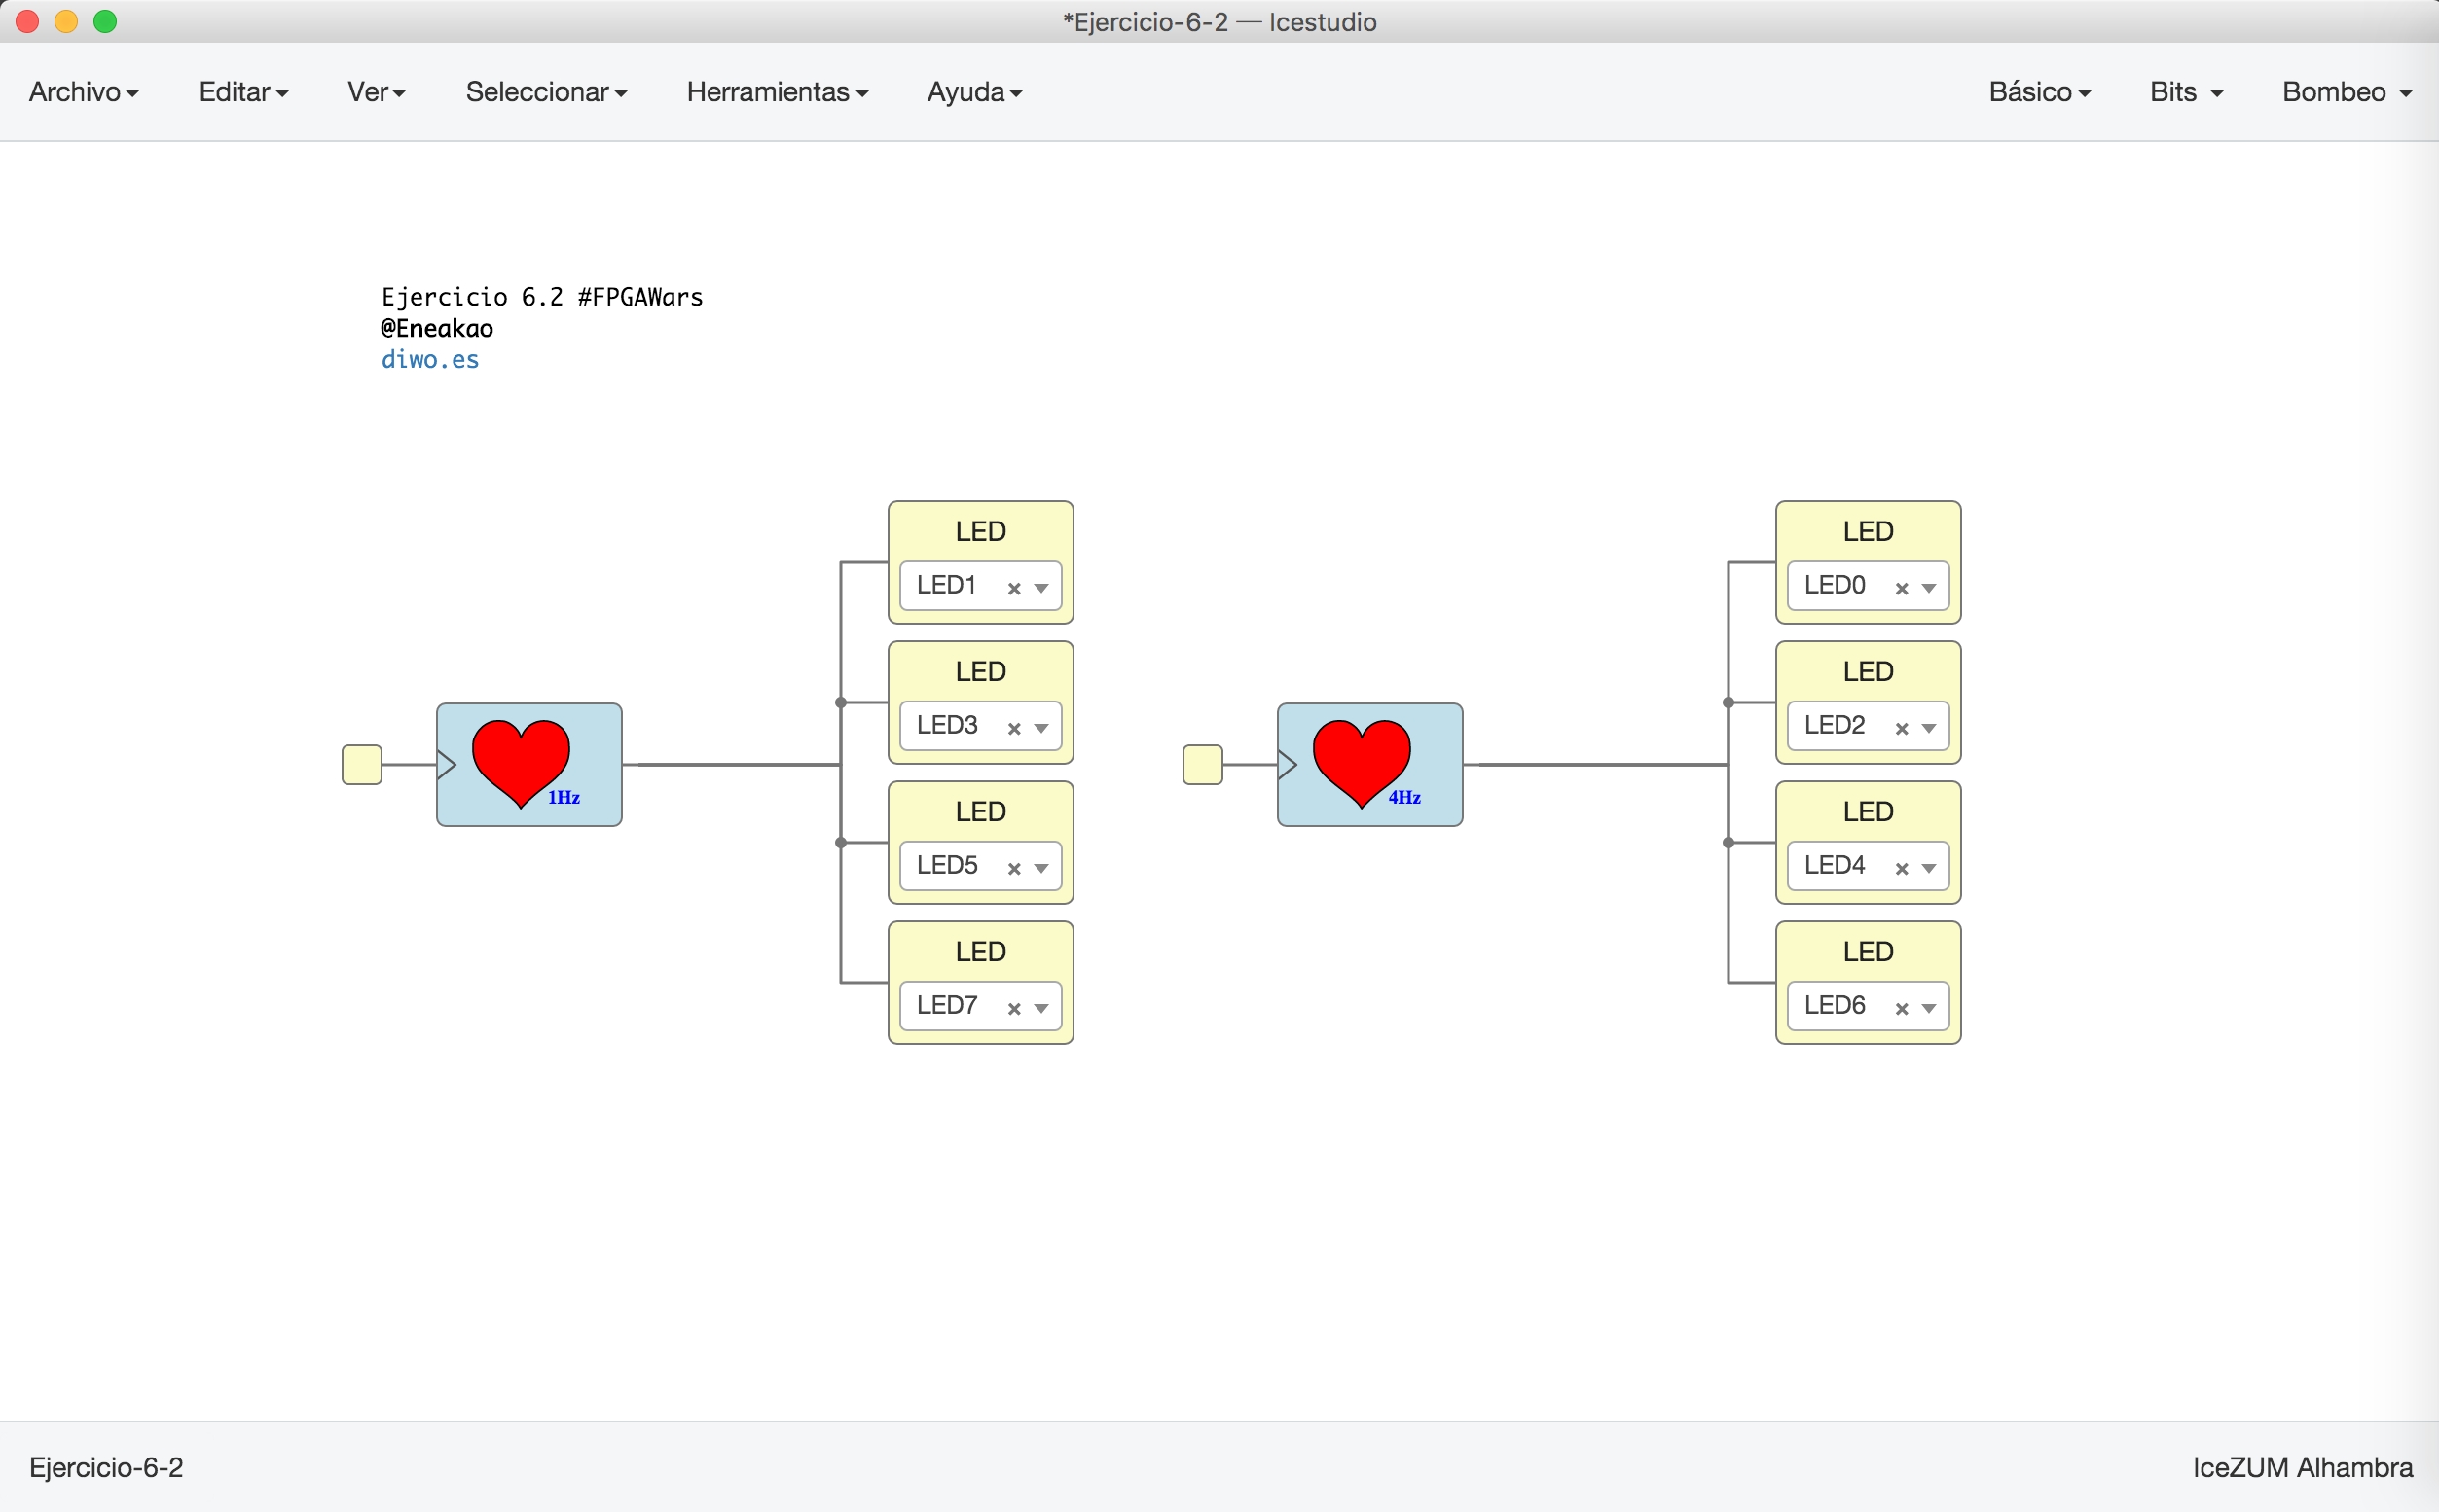 *Ejercicio-6-2 — Icestudio
Archivo Editar Ver Seleccionar Herramientas Ayuda Básico Bits Bombeo
Ejercicio 6.2 #FPGAWars
@Eneakao
diwo.es
LED
LED1
LED
LED3
LED
LED5
LED
LED7
1Hz
LED
LED0
LED
LED2
LED
LED4
LED
LED6
4Hz
Ejercicio-6-2
IceZUM Alhambra